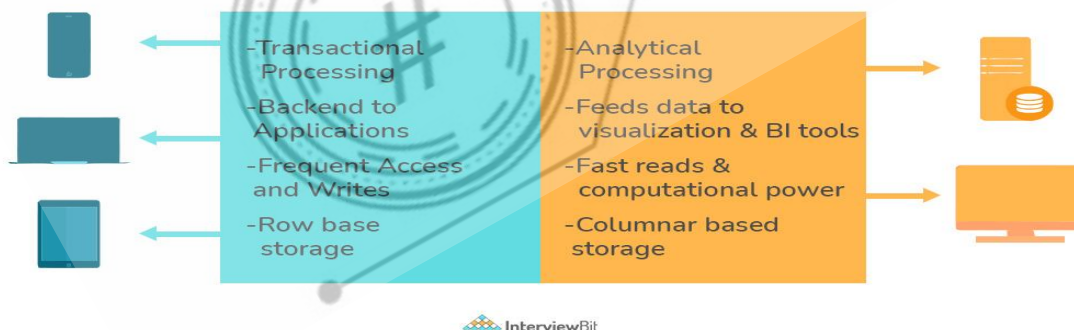 -Transactional
Processing
-Backend to
Applications
-Frequent Access
and Writes
-Row base
storage
-Analytical
Processing
-Feeds data to
visualization & BI tools
-Fast reads &
computational power
-Columnar based
storage
InterviewBit